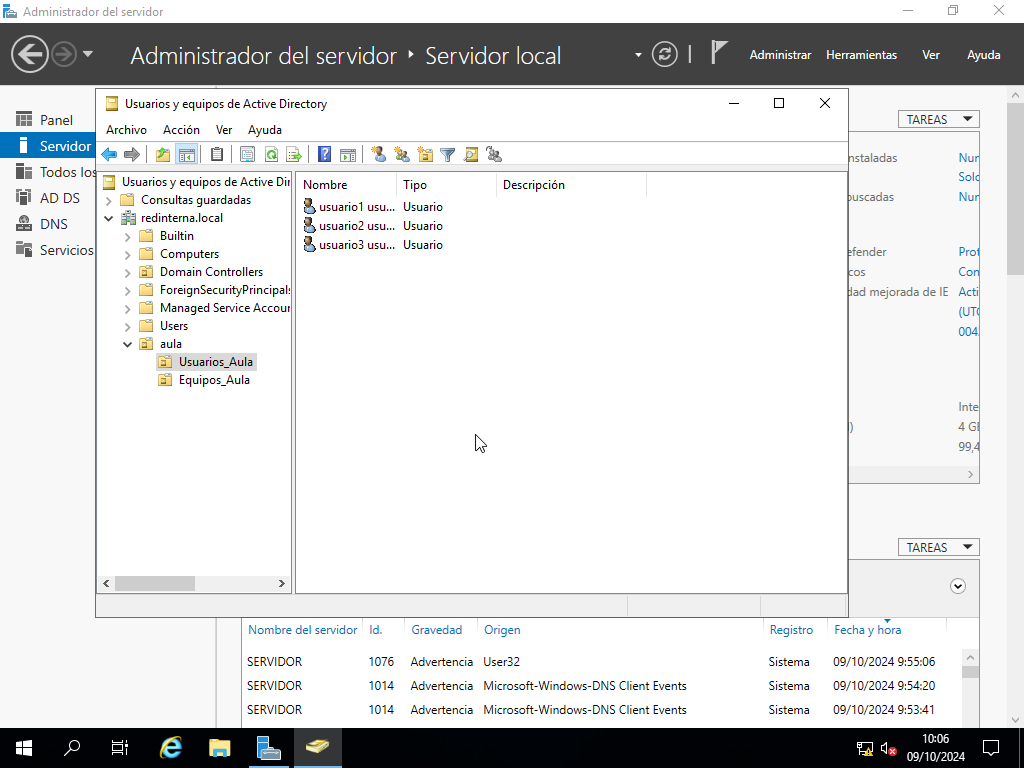 Administrador del servidor
Administrador del servidor
Servidor local
Administrar
Herramientas
Ver
Ayuda
Panel
Servidor
Todos los
AD DS
DNS
Servicios
TAREAS
Usuarios y equipos de Active Directory
Archivo
Acción
Ver
Ayuda
Usuarios y equipos de Active Dir
Consultas guardadas
redinterna.local
Builtin
Computers
Domain Controllers
ForeignSecurityPrincipals
Managed Service Accour
Users
aula
Usuarios_Aula
Equipos_Aula
Nombre Tipo Descripción
usuario1 usu... Usuario
usuario2 usu... Usuario
usuario3 usu... Usuario
nstaladas Nun
Solo
buscadas Nun
efender Prot
icos Con
dad mejorada de IE Acti
(UTC
004
Inte
) 4 GB
99,4
TAREAS
Nombre del servidor Id. Gravedad Origen Registro Fecha y hora
SERVIDOR 1076 Advertencia User32 Sistema 09/10/2024 9:55:06
SERVIDOR 1014 Advertencia Microsoft-Windows-DNS Client Events Sistema 09/10/2024 9:54:20
SERVIDOR 1014 Advertencia Microsoft-Windows-DNS Client Events Sistema 09/10/2024 9:53:41
10:06
09/10/2024